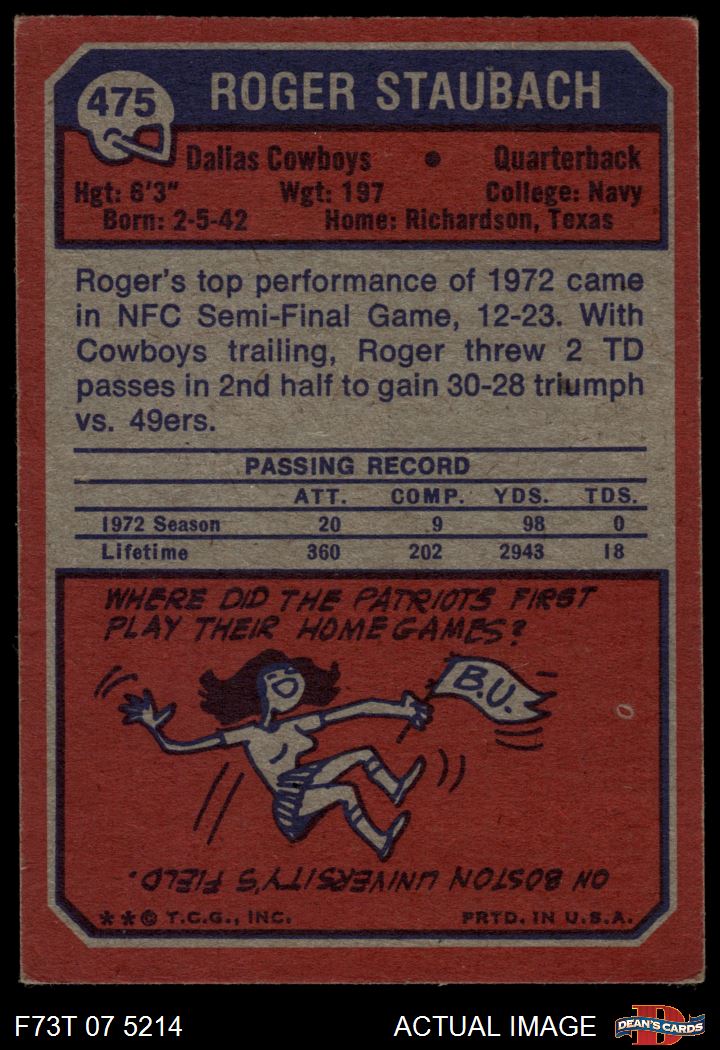 475
ROGER STAUBACH
Dallas Cowboys • Quarterback
Hgt: 6'3" Wgt: 197 College: Navy
Born: 2-5-42 Home: Richardson, Texas
Roger's top performance of 1972 came
in NFC Semi-Final Game, 12-23. With
Cowboys trailing, Roger threw 2 TD
passes in 2nd half to gain 30-28 triumph
vs. 49ers.
PASSING RECORD
ATT. COMP. YDS. TDS.
1972 Season 20 9 98 0
Lifetime 360 202 2943 18
WHERE DID THE PATRIOTS FIRST
PLAY THEIR HOME GAMES?
B.U.
ON BOSTON UNIVERSITY'S FIELD.
**© T.C.G., INC. PRTD. IN U.S.A.
F73T 07 5214 ACTUAL IMAGE
D
DEAN'S CARDS